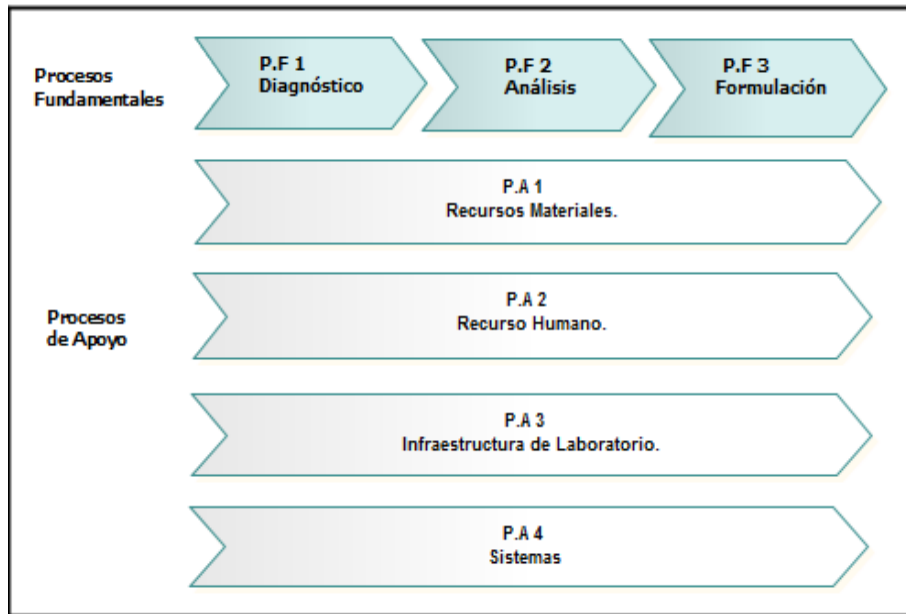 Procesos
Fundamentales
P.F 1
Diagnóstico
P.F 2
Análisis
P.F 3
Formulación
P.A 1
Recursos Materiales.
Procesos
de Apoyo
P.A 2
Recurso Humano.
P.A 3
Infraestructura de Laboratorio.
P.A 4
Sistemas